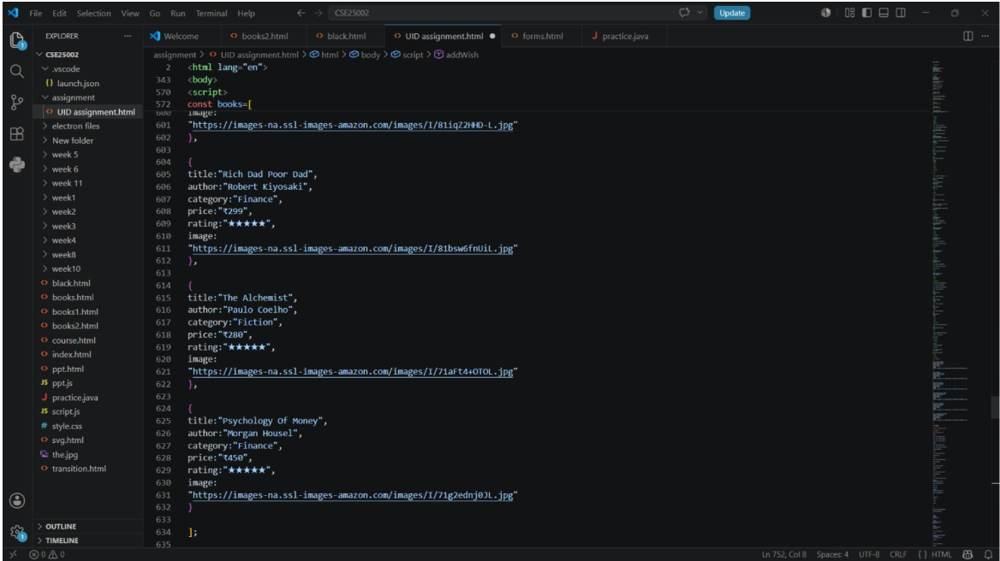 File Edit Selection View Go Run Terminal Help
CSE25002
Update
EXPLORER
CSE25002
.vscode
{} launch.json
assignment
<> UID assignment.html
electron files
New folder
week 5
week 6
week 11
week1
week2
week3
week4
week8
week10
<> black.html
<> books.html
<> books1.html
<> books2.html
<> course.html
<> index.html
<> ppt.html
JS ppt.js
J practice.java
JS script.js
# style.css
<> svg.html
the.jpg
<> transition.html
OUTLINE
TIMELINE
1
1
Welcome <> books2.html <> black.html <> UID assignment.html ● <> forms.html J practice.java
assignment > <> UID assignment.html > html > body > script > addWish
2 <html lang="en">
343 <body>
570 <script>
572 const books=[
600 image:
601 "https://images-na.ssl-images-amazon.com/images/I/81iqZ2HHD-L.jpg"
602 },
603
604 {
605 title:"Rich Dad Poor Dad",
606 author:"Robert Kiyosaki",
607 category:"Finance",
608 price:"₹299",
609 rating:"★★★★★",
610 image:
611 "https://images-na.ssl-images-amazon.com/images/I/81bsw6fnUiL.jpg"
612 },
613
614 {
615 title:"The Alchemist",
616 author:"Paulo Coelho",
617 category:"Fiction",
618 price:"₹280",
619 rating:"★★★★★",
620 image:
621 "https://images-na.ssl-images-amazon.com/images/I/71aFt4+OTOL.jpg"
622 },
623
624 {
625 title:"Psychology Of Money",
626 author:"Morgan Housel",
627 category:"Finance",
628 price:"₹450",
629 rating:"★★★★★",
630 image:
631 "https://images-na.ssl-images-amazon.com/images/I/71g2ednj0JL.jpg"
632 }
633
634 ];
635
0 0
Ln 752, Col 8 Spaces: 4 UTF-8 CRLF {} HTML